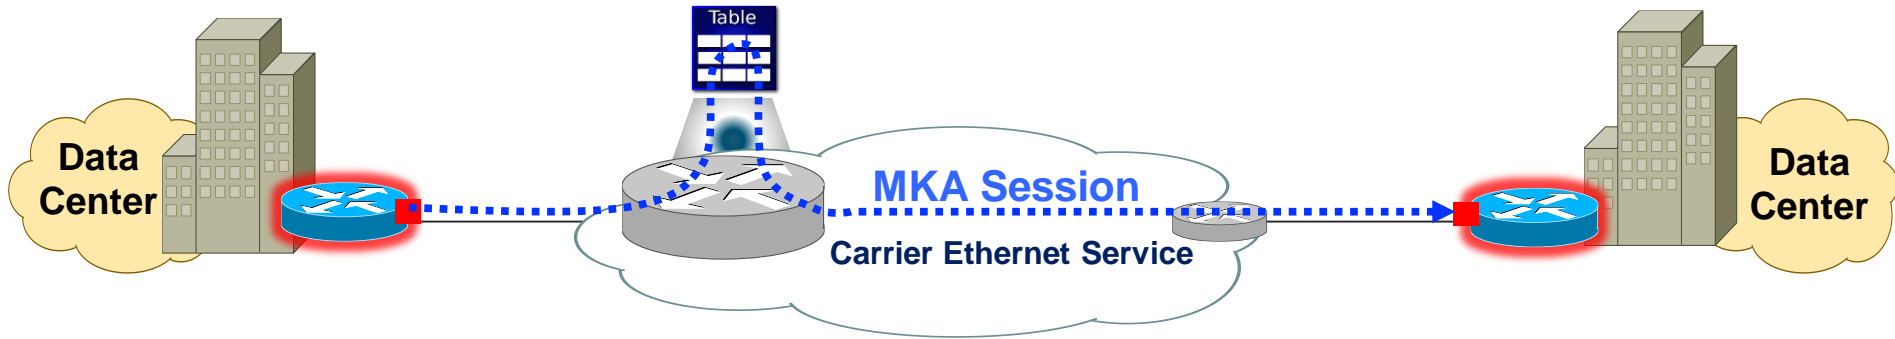 Table
Data
Center
MKA Session
Carrier Ethernet Service
Data
Center